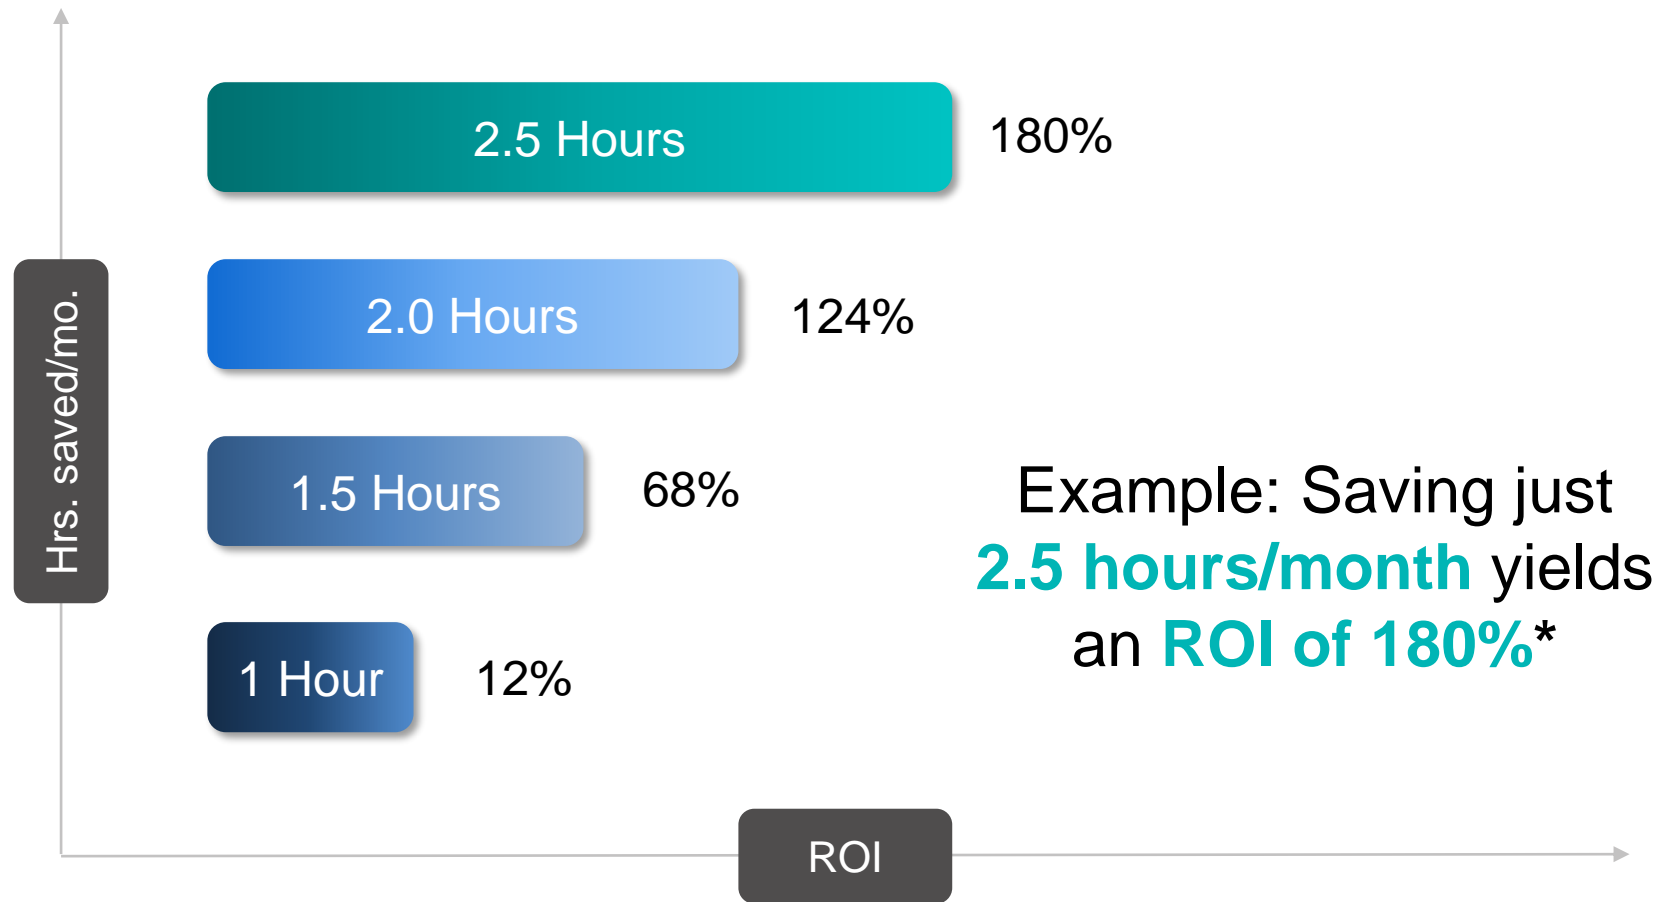 2.5 Hours
180%
2.0 Hours
124%
Hrs. saved/mo.
1.5 Hours
68%
Example: Saving just
2.5 hours/month yields
an ROI of 180%*
1 Hour
12%
ROI